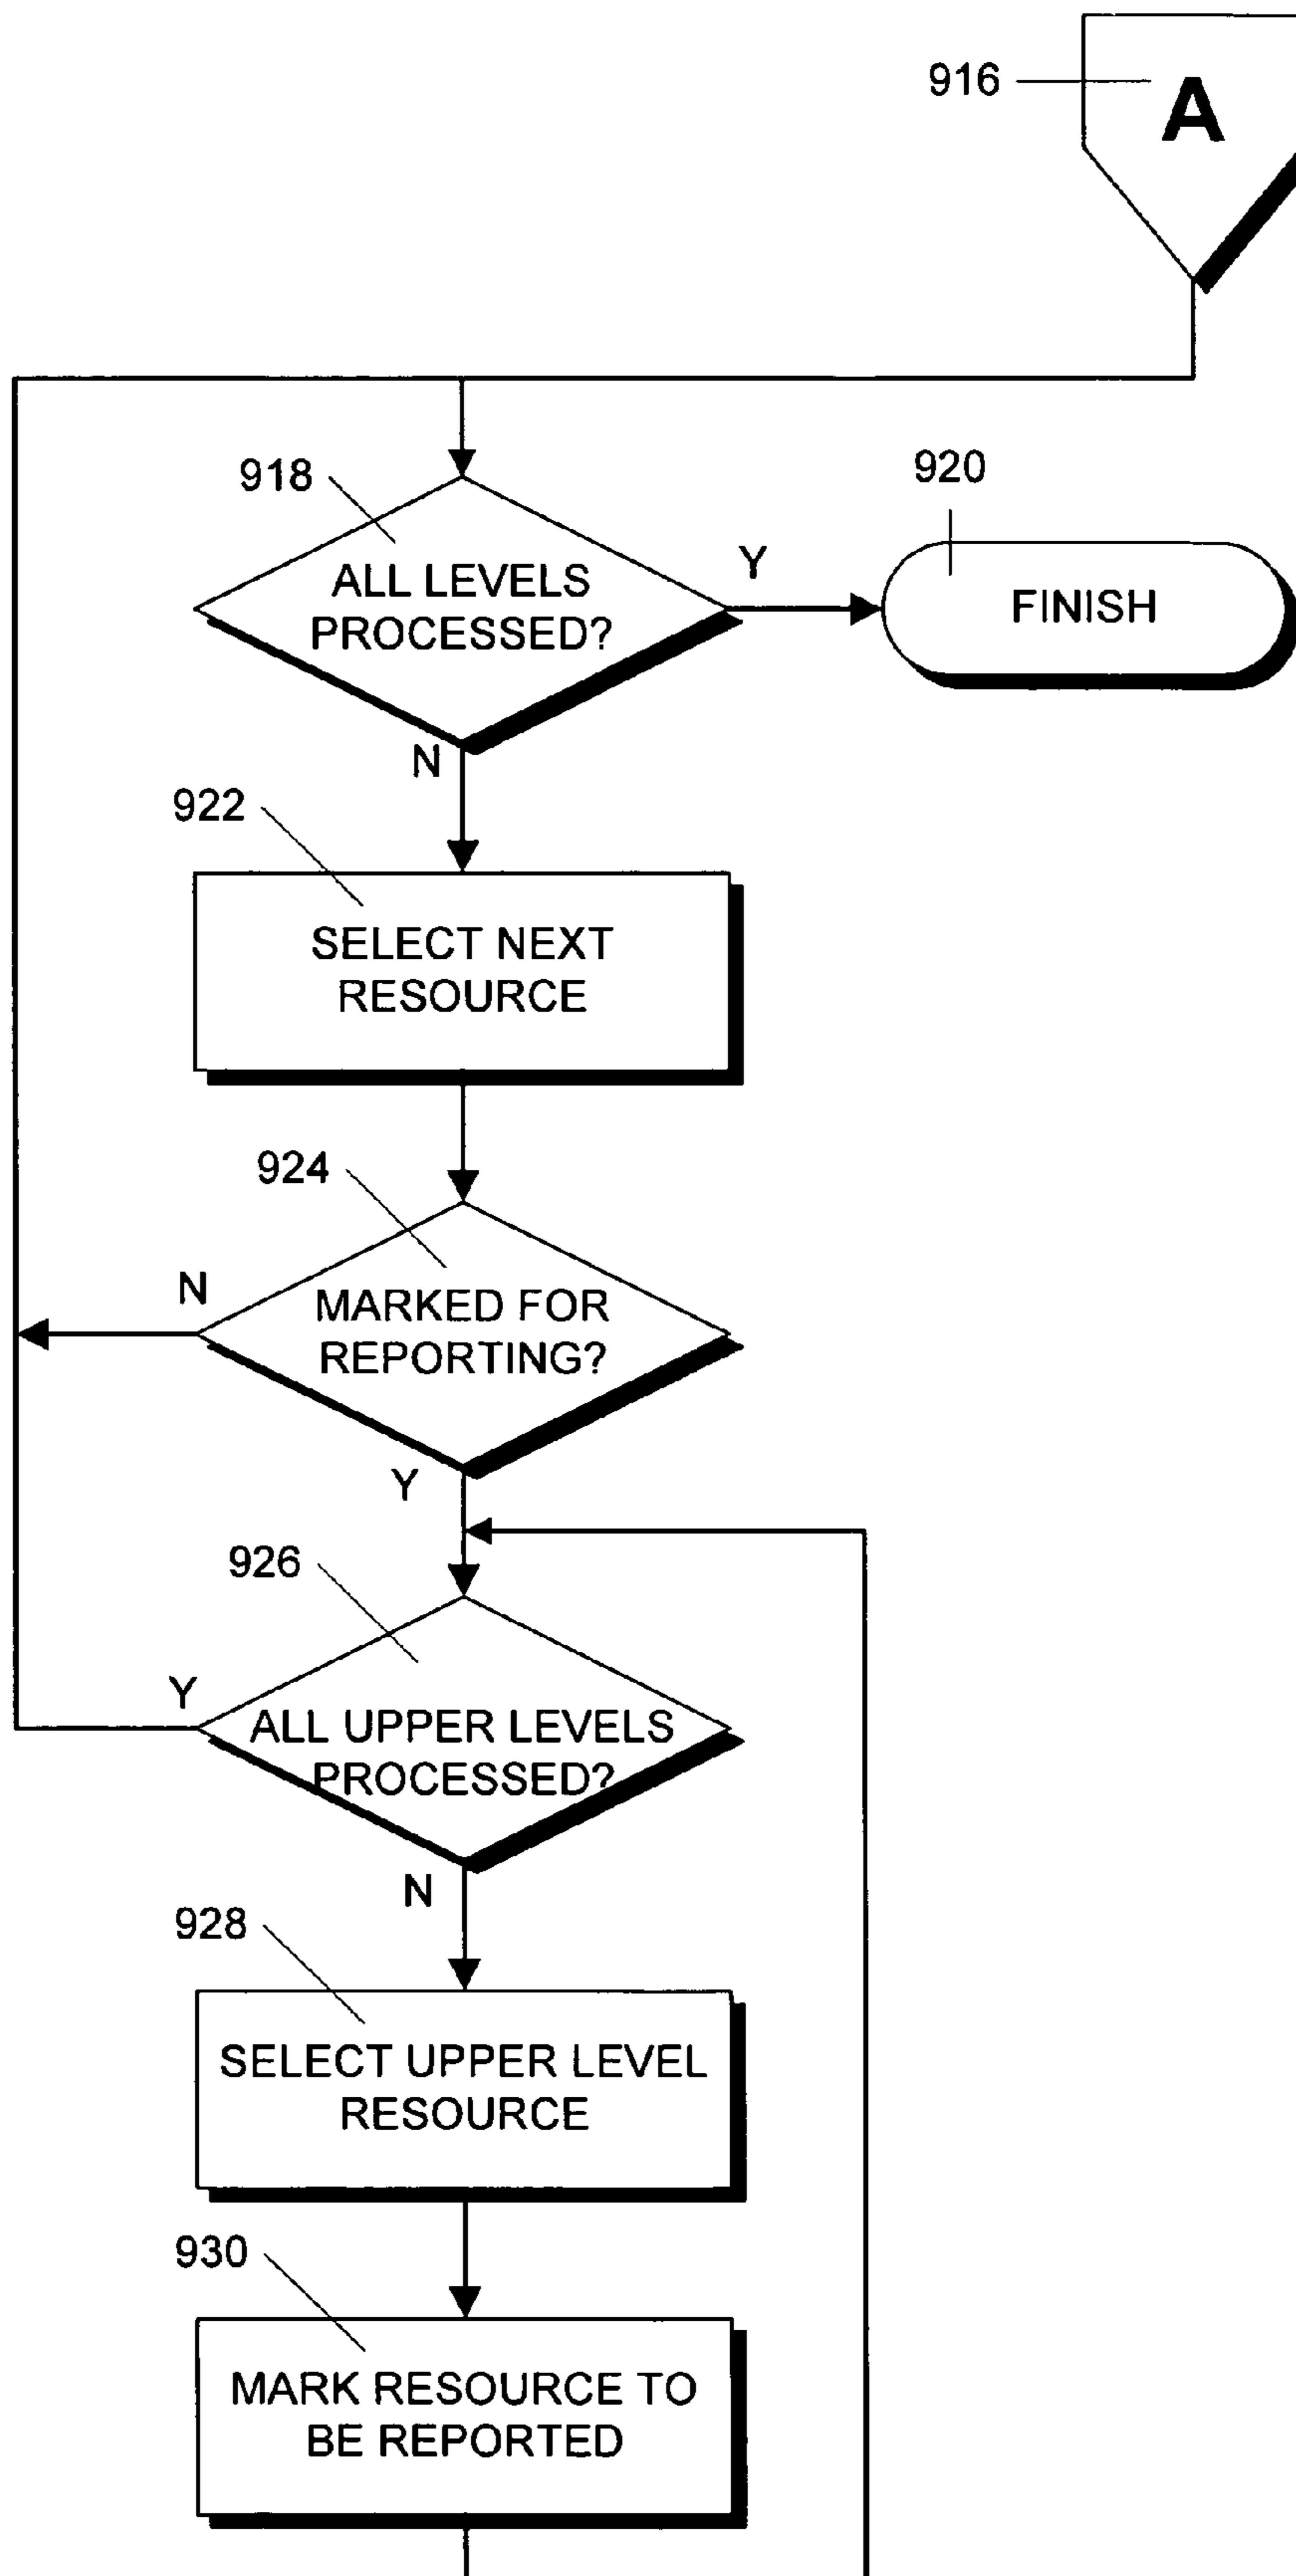 916
A
918
ALL LEVELS
PROCESSED?
Y
920
FINISH
N
922
SELECT NEXT
RESOURCE
924
N
MARKED FOR
REPORTING?
Y
926
Y
ALL UPPER LEVELS
PROCESSED?
N
928
SELECT UPPER LEVEL
RESOURCE
930
MARK RESOURCE TO
BE REPORTED